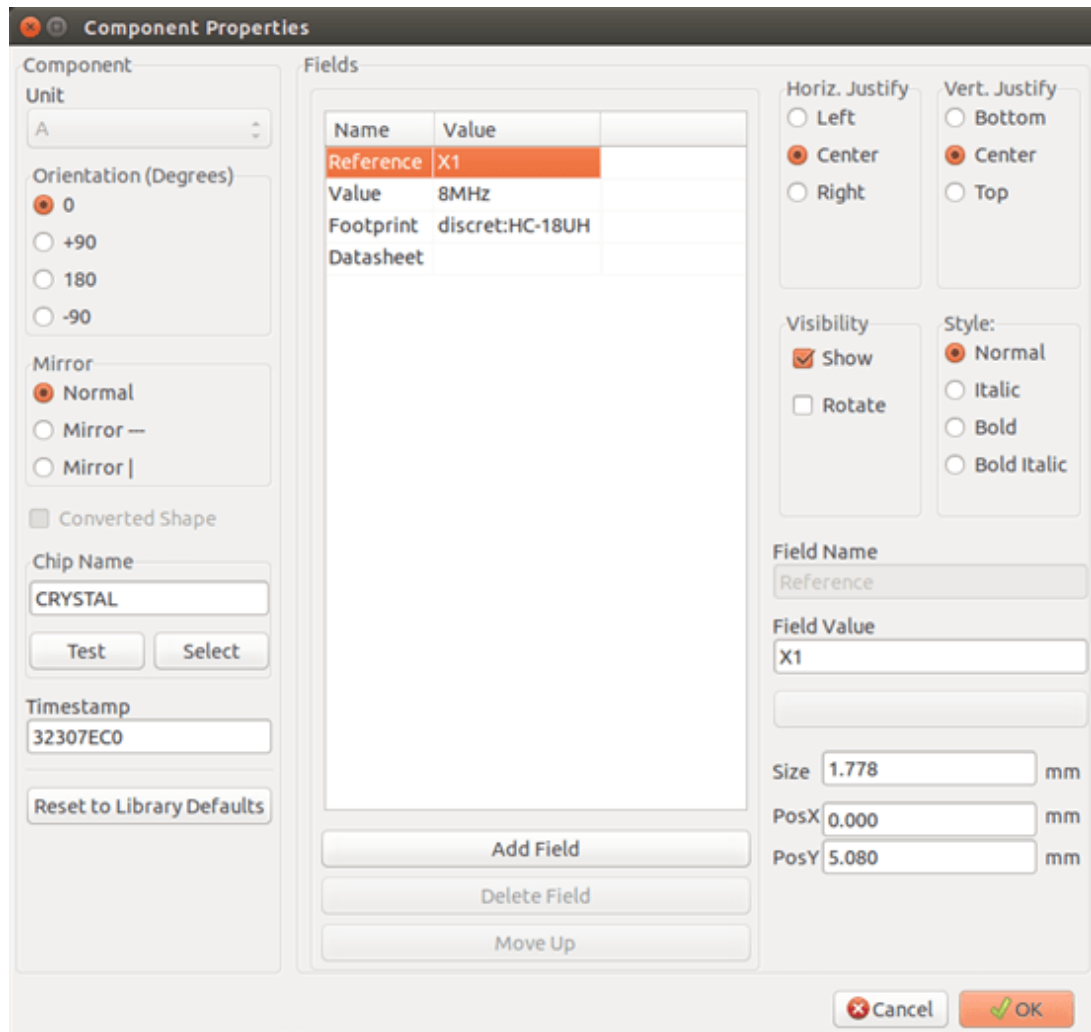 Component Properties
Component
Unit
A
Orientation (Degrees)
0
+90
180
-90
Mirror
Normal
Mirror ---
Mirror |
Converted Shape
Chip Name
CRYSTAL
Test Select
Timestamp
32307EC0
Reset to Library Defaults
Fields
Name Value
Reference X1
Value 8MHz
Footprint discret:HC-18UH
Datasheet
Add Field
Delete Field
Move Up
Horiz. Justify
Left
Center
Right
Vert. Justify
Bottom
Center
Top
Visibility
Show
Rotate
Style:
Normal
Italic
Bold
Bold Italic
Field Name
Reference
Field Value
X1
Size 1.778 mm
PosX 0.000 mm
PosY 5.080 mm
Cancel OK